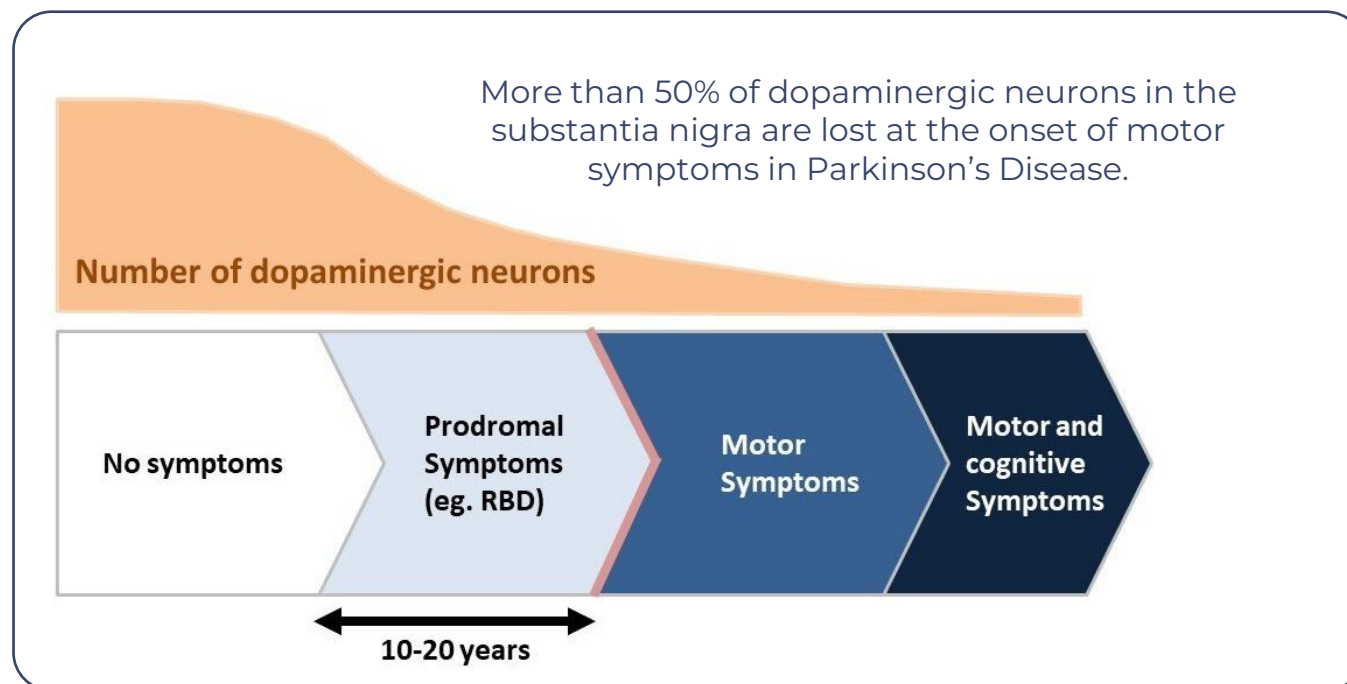 More than 50% of dopaminergic neurons in the
substantia nigra are lost at the onset of motor
symptoms in Parkinson’s Disease.
Number of dopaminergic neurons
No symptoms
Prodromal
Symptoms
(eg. RBD)
Motor
Symptoms
Motor and
cognitive
Symptoms
10-20 years